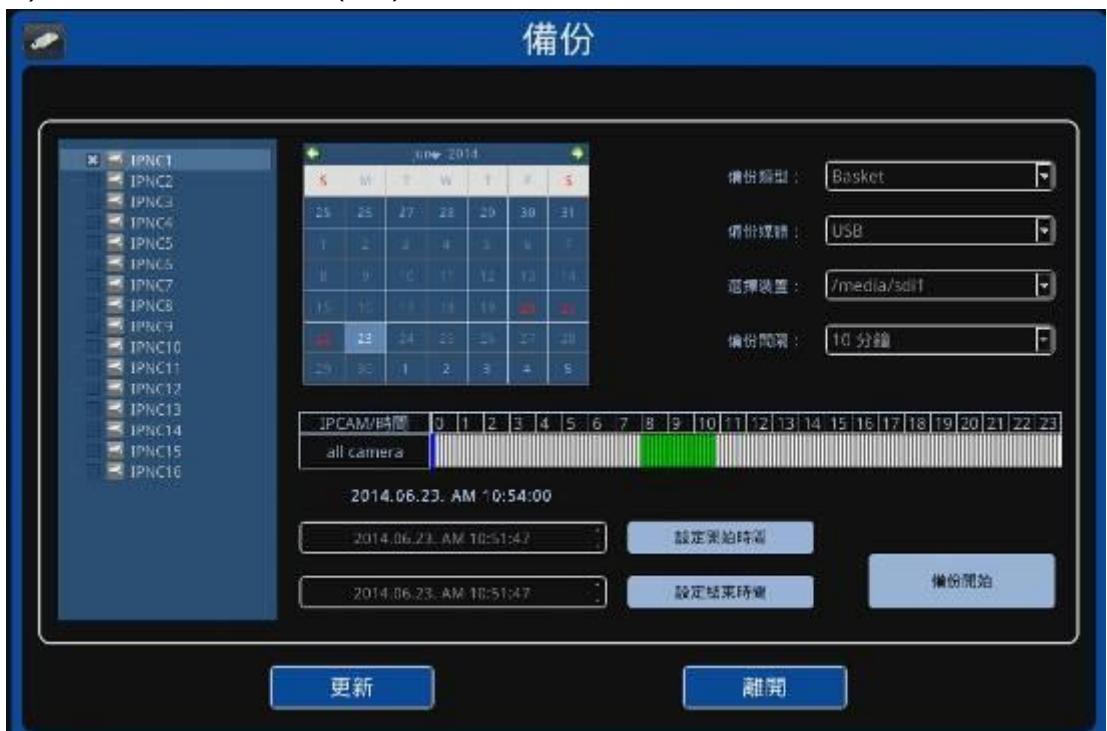 備份
IPNC1
IPNC2
IPNC3
IPNC4
IPNC5
IPNC6
IPNC7
IPNC8
IPNC9
IPNC10
IPNC11
IPNC12
IPNC13
IPNC14
IPNC15
IPNC16
june 2014
S M T W T F S
25 26 27 28 29 30 31
1 2 3 4 5 6 7
8 9 10 11 12 13 14
15 16 17 18 19 20 21
22 23 24 25 26 27 28
29 30 1 2 3 4 5
備份類型： Basket
備份媒體： USB
選擇裝置： /media/sdi1
備份間隔： 10 分鐘
IPCAM/時間 0 1 2 3 4 5 6 7 8 9 10 11 12 13 14 15 16 17 18 19 20 21 22 23
all camera
2014.06.23. AM 10:54:00
2014.06.23. AM 10:51:47 設定開始時間
2014.06.23. AM 10:51:47 設定結束時間
備份開始
更新 離開